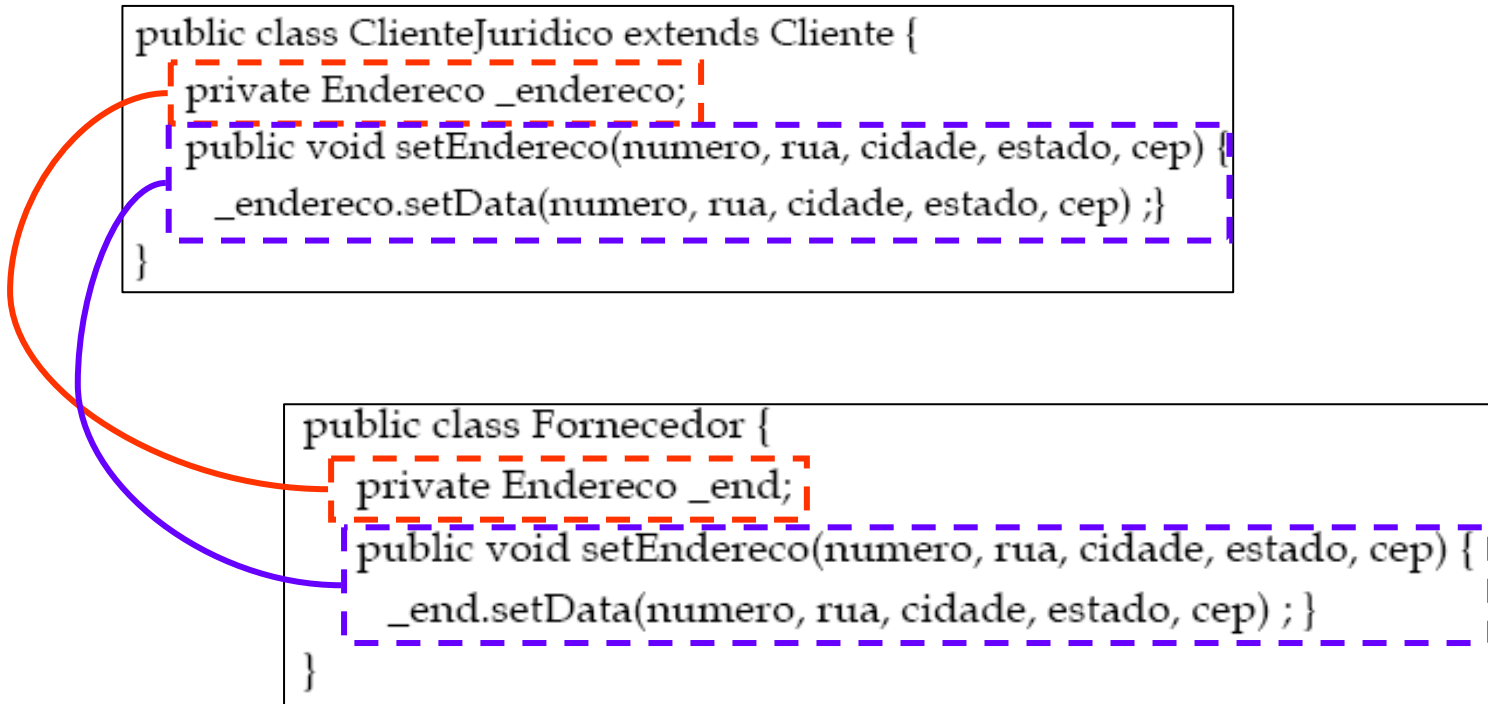 public class ClienteJuridico extends Cliente {
private Endereco _endereco;
public void setEndereco(numero, rua, cidade, estado, cep) {
_endereco.setData(numero, rua, cidade, estado, cep) ;}
}
public class Fornecedor {
private Endereco _end;
public void setEndereco(numero, rua, cidade, estado, cep) {
_end.setData(numero, rua, cidade, estado, cep) ; }
}